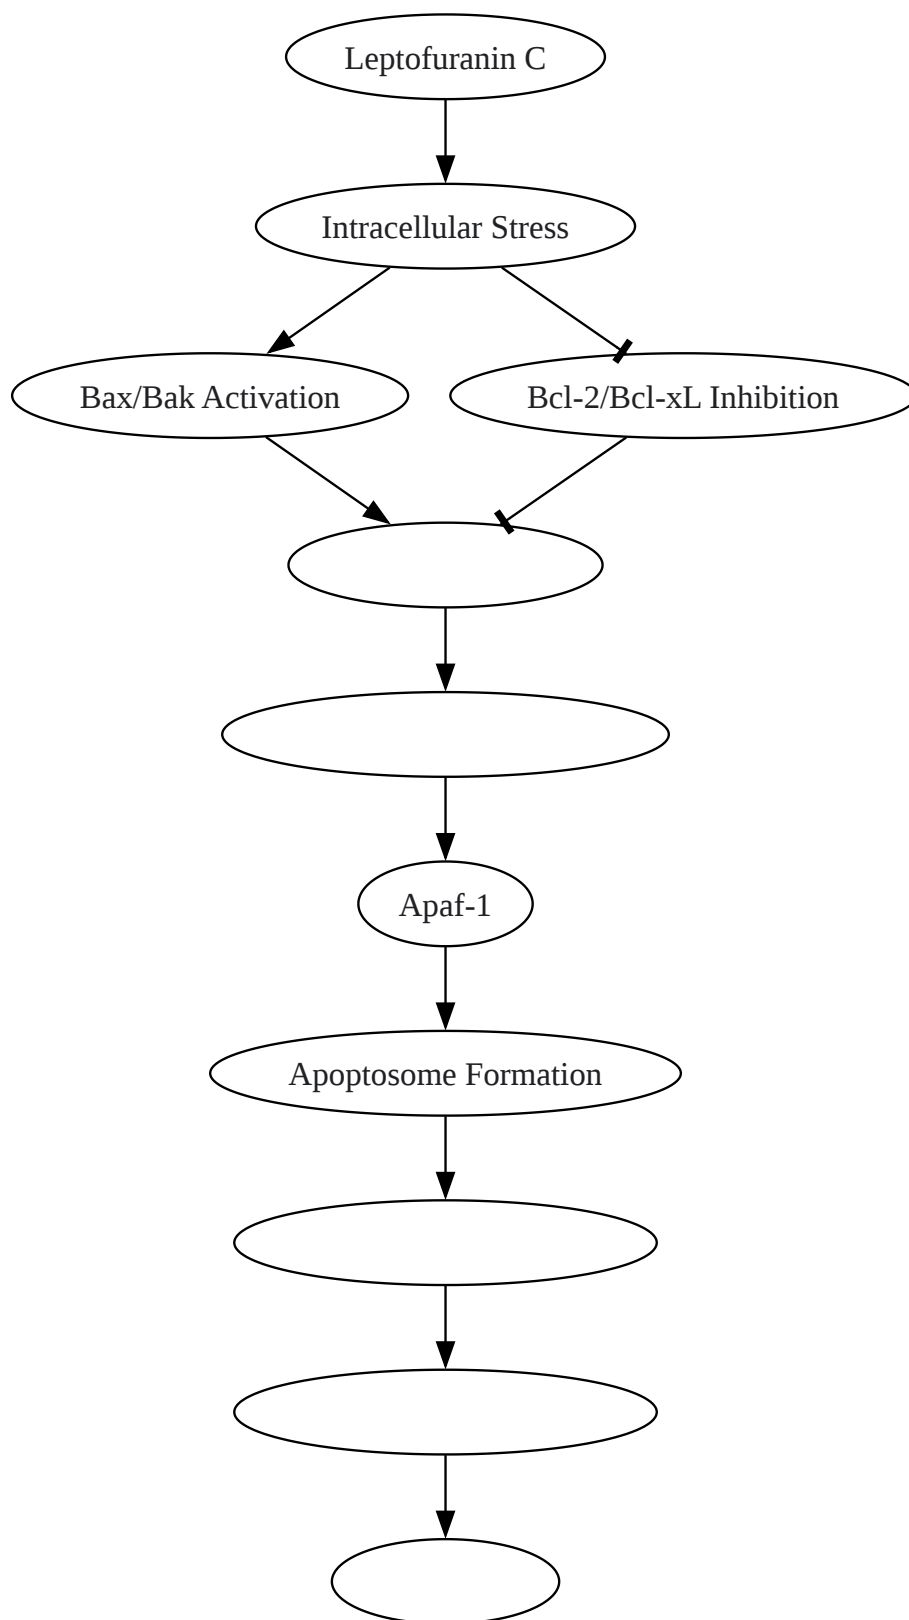 Leptofuranin C
Intracellular Stress
Bax/Bak Activation
Bcl-2/Bcl-xL Inhibition
Apaf-1
Apoptosome Formation